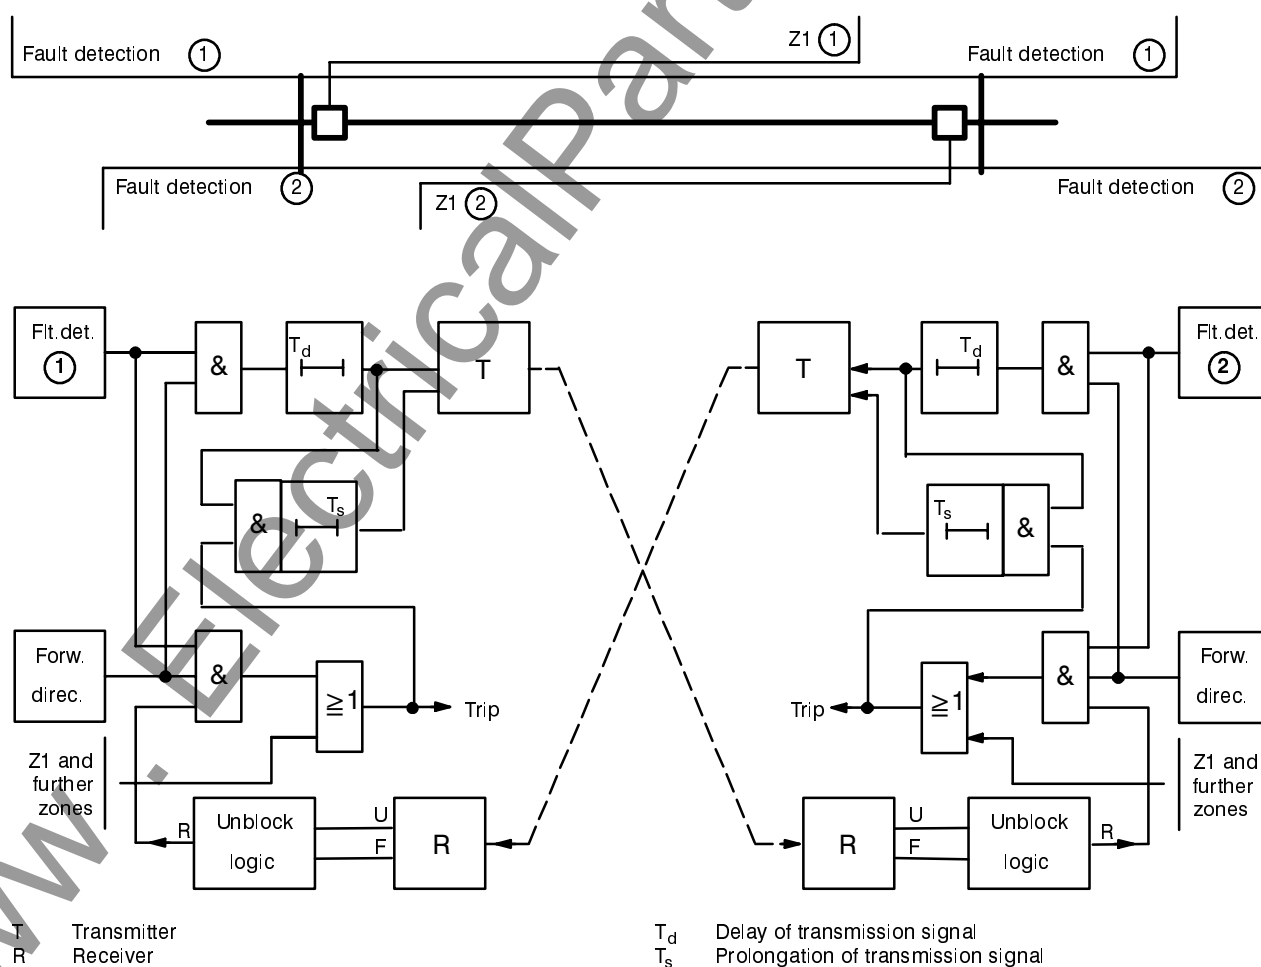 Fault detection 1
Z1 1
Fault detection 1
Fault detection 2
Z1 2
Fault detection 2
Flt.det.
1
&
Td
T
T
Td
&
Flt.det.
2
&
Ts
Ts
&
Forw.
direc.
&
≥1
Trip
Trip
≥1
&
Forw.
direc.
Z1 and
further
zones
Z1 and
further
zones
R
Unblock
logic
U
F
R
R
U
F
Unblock
logic
R
T Transmitter
R Receiver
Td Delay of transmission signal
Ts Prolongation of transmission signal
w . ElectricalPar